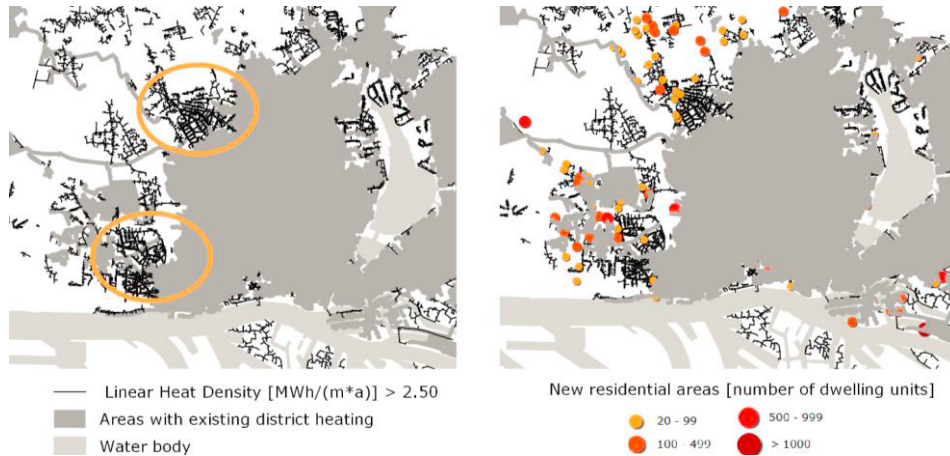 Linear Heat Density [MWh/(m*a)] > 2.50
Areas with existing district heating
Water body
New residential areas [number of dwelling units]
20 - 99
500 - 999
100 - 499
> 1000